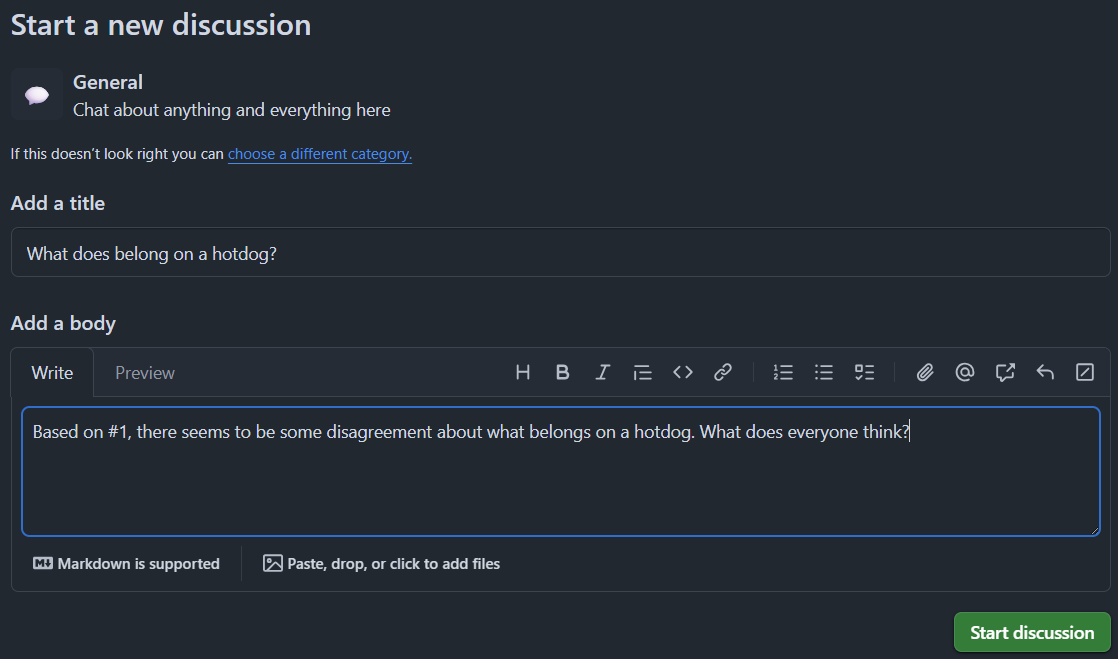 Start a new discussion
General
Chat about anything and everything here
If this doesn't look right you can choose a different category.
Add a title
What does belong on a hotdog?
Add a body
Write Preview
Based on #1, there seems to be some disagreement about what belongs on a hotdog. What does everyone think?
Markdown is supported Paste, drop, or click to add files
Start discussion